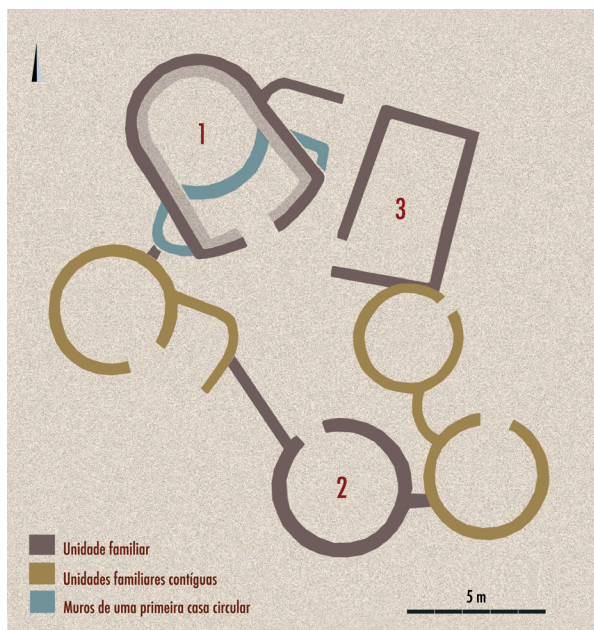 1
3
2
Unidade familiar
Unidades familiares contíguas
Muros de uma primeira casa circular
5 m